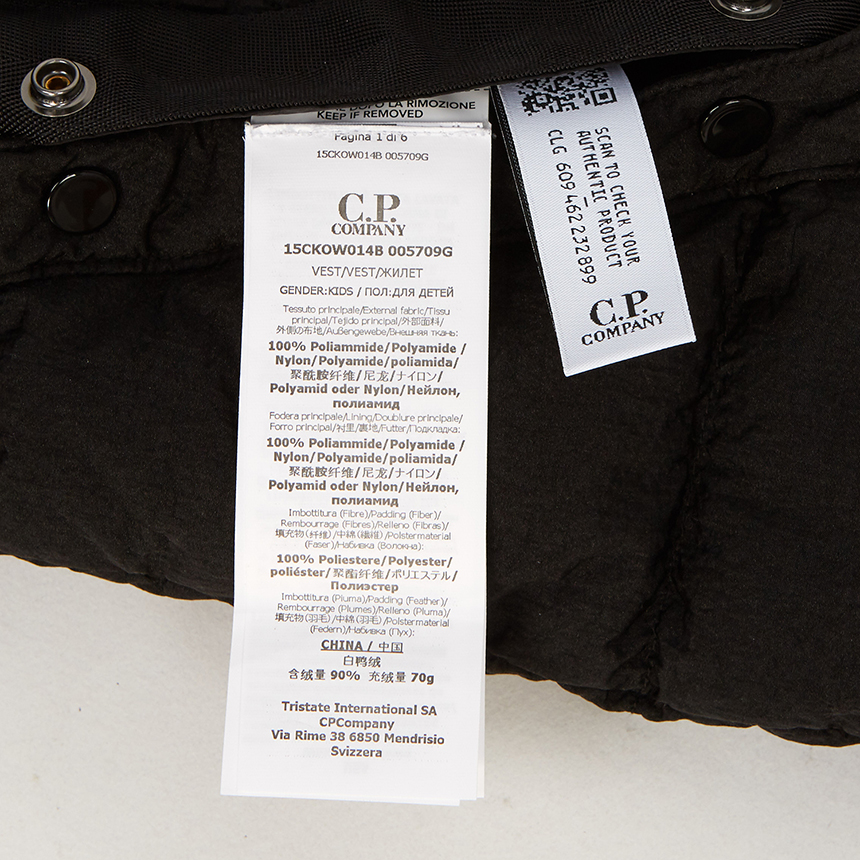 DOPO LA RIMOZIONE
KEEP IF REMOVED
Pagina 1 di 6
15CKOW014B 005709G
C.P.
COMPANY
15CKOW014B 005709G
VEST/VEST/ЖИЛЕТ
GENDER:KIDS / ПОЛ:ДЛЯ ДЕТЕЙ
Tessuto principale/External fabric/Tissu
principal/Tejido principal/外部面料/
外側の布地/Außengewebe/Внешняя ткань:
100% Poliammide/Polyamide /
Nylon/Polyamide/poliamida/
聚酰胺纤维/尼龙/ナイロン/
Polyamid oder Nylon/Нейлон,
полиамид
Fodera principale/Lining/Doublure principale/
Forro principal/衬里/裏地/Futter/Подкладка:
100% Poliammide/Polyamide /
Nylon/Polyamide/poliamida/
聚酰胺纤维/尼龙/ナイロン/
Polyamid oder Nylon/Нейлон,
полиамид
Imbottitura (Fibre)/Padding (Fiber)/
Rembourrage (Fibres)/Relleno (Fibras)/
填充物(纤维)/中綿(繊維)/Polstermaterial
(Faser)/Набивка (Волокна):
100% Poliestere/Polyester/
poliéster/聚酯纤维/ポリエステル/
Полиэстер
Imbottitura (Piuma)/Padding (Feather)/
Rembourrage (Plumes)/Relleno (Pluma)/
填充物(羽毛)/中綿(羽毛)/Polstermaterial
(Federn)/Набивка (Пух):
CHINA / 中国
白鸭绒
含绒量 90% 充绒量 70g
Tristate International SA
CPCompany
Via Rime 38 6850 Mendrisio
Svizzera
SCAN TO CHECK YOUR
AUTHENTIC PRODUCT
CLG 609462232899
C.P.
COMPANY